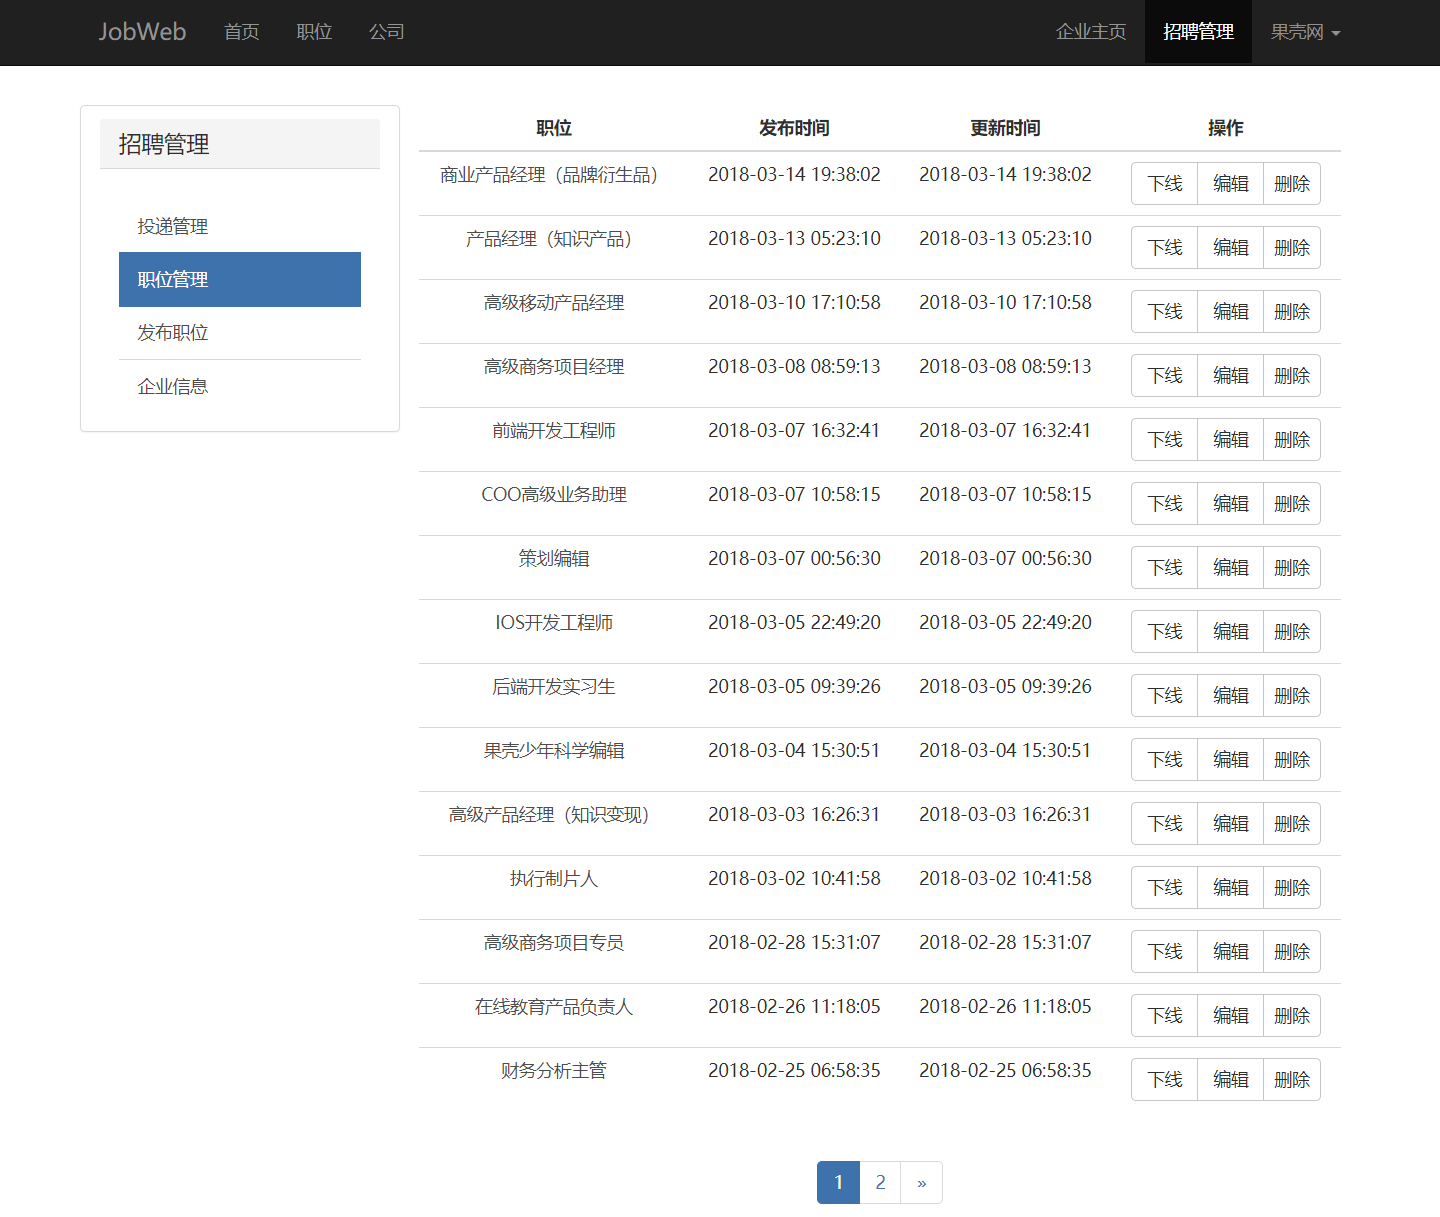 JobWeb 首页 职位 公司 企业主页 招聘管理 果壳网
招聘管理
投递管理
职位管理
发布职位
企业信息
职位 发布时间 更新时间 操作
商业产品经理（品牌衍生品） 2018-03-14 19:38:02 2018-03-14 19:38:02 下线 编辑 删除
产品经理（知识产品） 2018-03-13 05:23:10 2018-03-13 05:23:10 下线 编辑 删除
高级移动产品经理 2018-03-10 17:10:58 2018-03-10 17:10:58 下线 编辑 删除
高级商务项目经理 2018-03-08 08:59:13 2018-03-08 08:59:13 下线 编辑 删除
前端开发工程师 2018-03-07 16:32:41 2018-03-07 16:32:41 下线 编辑 删除
COO高级业务助理 2018-03-07 10:58:15 2018-03-07 10:58:15 下线 编辑 删除
策划编辑 2018-03-07 00:56:30 2018-03-07 00:56:30 下线 编辑 删除
IOS开发工程师 2018-03-05 22:49:20 2018-03-05 22:49:20 下线 编辑 删除
后端开发实习生 2018-03-05 09:39:26 2018-03-05 09:39:26 下线 编辑 删除
果壳少年科学编辑 2018-03-04 15:30:51 2018-03-04 15:30:51 下线 编辑 删除
高级产品经理（知识变现） 2018-03-03 16:26:31 2018-03-03 16:26:31 下线 编辑 删除
执行制片人 2018-03-02 10:41:58 2018-03-02 10:41:58 下线 编辑 删除
高级商务项目专员 2018-02-28 15:31:07 2018-02-28 15:31:07 下线 编辑 删除
在线教育产品负责人 2018-02-26 11:18:05 2018-02-26 11:18:05 下线 编辑 删除
财务分析主管 2018-02-25 06:58:35 2018-02-25 06:58:35 下线 编辑 删除
1 2 »